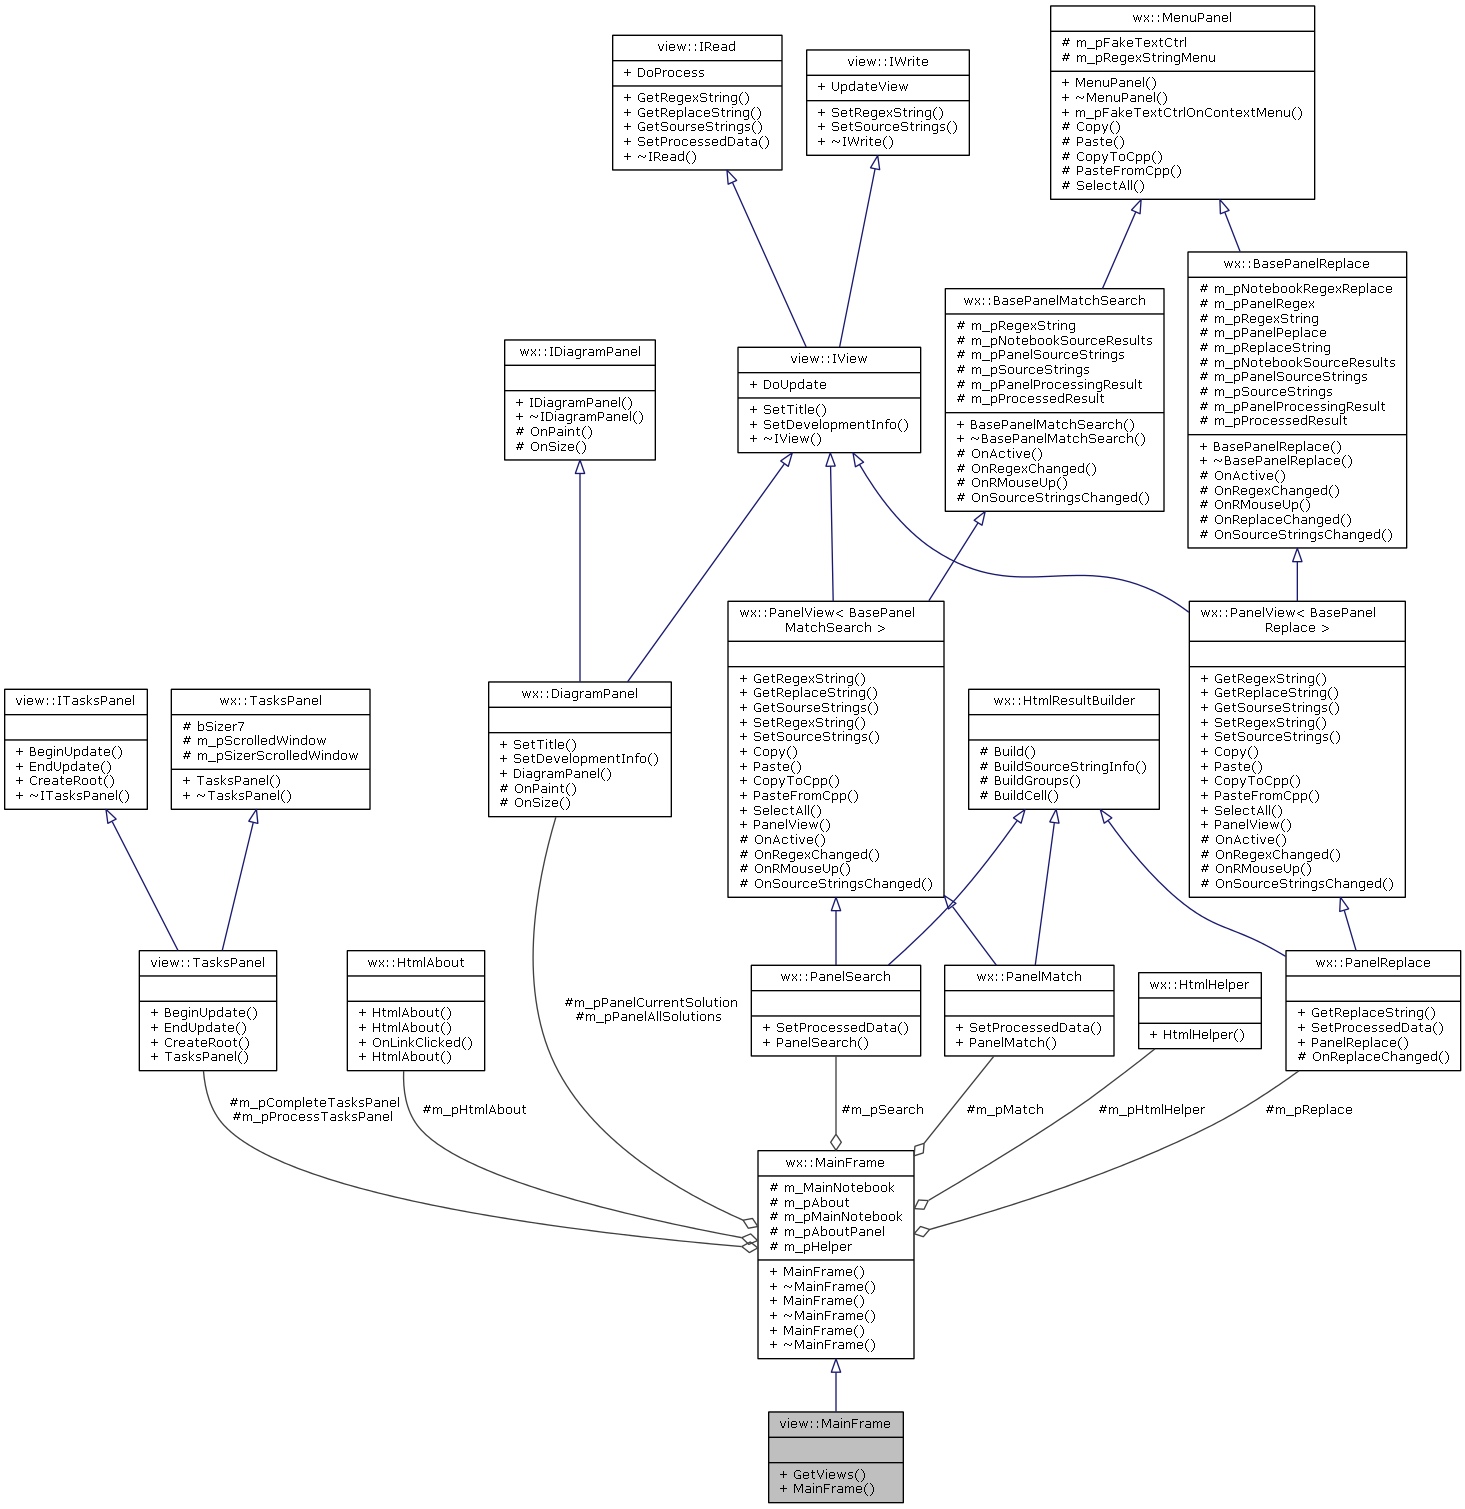 wx::MenuPanel
# m_pFakeTextCtrl
# m_pRegexStringMenu
+ MenuPanel()
+ ~MenuPanel()
+ m_pFakeTextCtrlOnContextMenu()
# Copy()
# Paste()
# CopyToCpp()
# PasteFromCpp()
# SelectAll()
view::IRead
+ DoProcess
+ GetRegexString()
+ GetReplaceString()
+ GetSourseStrings()
+ SetProcessedData()
+ ~IRead()
view::IWrite
+ UpdateView
+ SetRegexString()
+ SetSourceStrings()
+ ~IWrite()
wx::BasePanelReplace
# m_pNotebookRegexReplace
# m_pPanelRegex
# m_pRegexString
# m_pPanelPeplace
# m_pReplaceString
# m_pNotebookSourceResults
# m_pPanelSourceStrings
# m_pSourceStrings
# m_pPanelProcessingResult
# m_pProcessedResult
+ BasePanelReplace()
+ ~BasePanelReplace()
# OnActive()
# OnRegexChanged()
# OnRMouseUp()
# OnReplaceChanged()
# OnSourceStringsChanged()
wx::BasePanelMatchSearch
# m_pRegexString
# m_pNotebookSourceResults
# m_pPanelSourceStrings
# m_pSourceStrings
# m_pPanelProcessingResult
# m_pProcessedResult
+ BasePanelMatchSearch()
+ ~BasePanelMatchSearch()
# OnActive()
# OnRegexChanged()
# OnRMouseUp()
# OnSourceStringsChanged()
wx::IDiagramPanel
+ IDiagramPanel()
+ ~IDiagramPanel()
# OnPaint()
# OnSize()
view::IView
+ DoUpdate
+ SetTitle()
+ SetDevelopmentInfo()
+ ~IView()
wx::PanelView< BasePanel
MatchSearch >
+ GetRegexString()
+ GetReplaceString()
+ GetSourseStrings()
+ SetRegexString()
+ SetSourceStrings()
+ Copy()
+ Paste()
+ CopyToCpp()
+ PasteFromCpp()
+ SelectAll()
+ PanelView()
# OnActive()
# OnRegexChanged()
# OnRMouseUp()
# OnSourceStringsChanged()
wx::PanelView< BasePanel
Replace >
+ GetRegexString()
+ GetReplaceString()
+ GetSourseStrings()
+ SetRegexString()
+ SetSourceStrings()
+ Copy()
+ Paste()
+ CopyToCpp()
+ PasteFromCpp()
+ SelectAll()
+ PanelView()
# OnActive()
# OnRegexChanged()
# OnRMouseUp()
# OnSourceStringsChanged()
view::ITasksPanel
+ BeginUpdate()
+ EndUpdate()
+ CreateRoot()
+ ~ITasksPanel()
wx::TasksPanel
# bSizer7
# m_pScrolledWindow
# m_pSizerScrolledWindow
+ TasksPanel()
+ ~TasksPanel()
wx::DiagramPanel
+ SetTitle()
+ SetDevelopmentInfo()
+ DiagramPanel()
# OnPaint()
# OnSize()
wx::HtmlResultBuilder
# Build()
# BuildSourceStringInfo()
# BuildGroups()
# BuildCell()
view::TasksPanel
+ BeginUpdate()
+ EndUpdate()
+ CreateRoot()
+ TasksPanel()
wx::HtmlAbout
+ HtmlAbout()
+ HtmlAbout()
+ OnLinkClicked()
+ HtmlAbout()
#m_pPanelCurrentSolution
#m_pPanelAllSolutions
wx::PanelSearch
+ SetProcessedData()
+ PanelSearch()
wx::PanelMatch
+ SetProcessedData()
+ PanelMatch()
wx::HtmlHelper
+ HtmlHelper()
wx::PanelReplace
+ GetReplaceString()
+ SetProcessedData()
+ PanelReplace()
# OnReplaceChanged()
#m_pCompleteTasksPanel
#m_pProcessTasksPanel
#m_pHtmlAbout
#m_pSearch
#m_pMatch
#m_pHtmlHelper
#m_pReplace
wx::MainFrame
# m_MainNotebook
# m_pAbout
# m_pMainNotebook
# m_pAboutPanel
# m_pHelper
+ MainFrame()
+ ~MainFrame()
+ MainFrame()
+ ~MainFrame()
+ MainFrame()
+ ~MainFrame()
view::MainFrame
+ GetViews()
+ MainFrame()